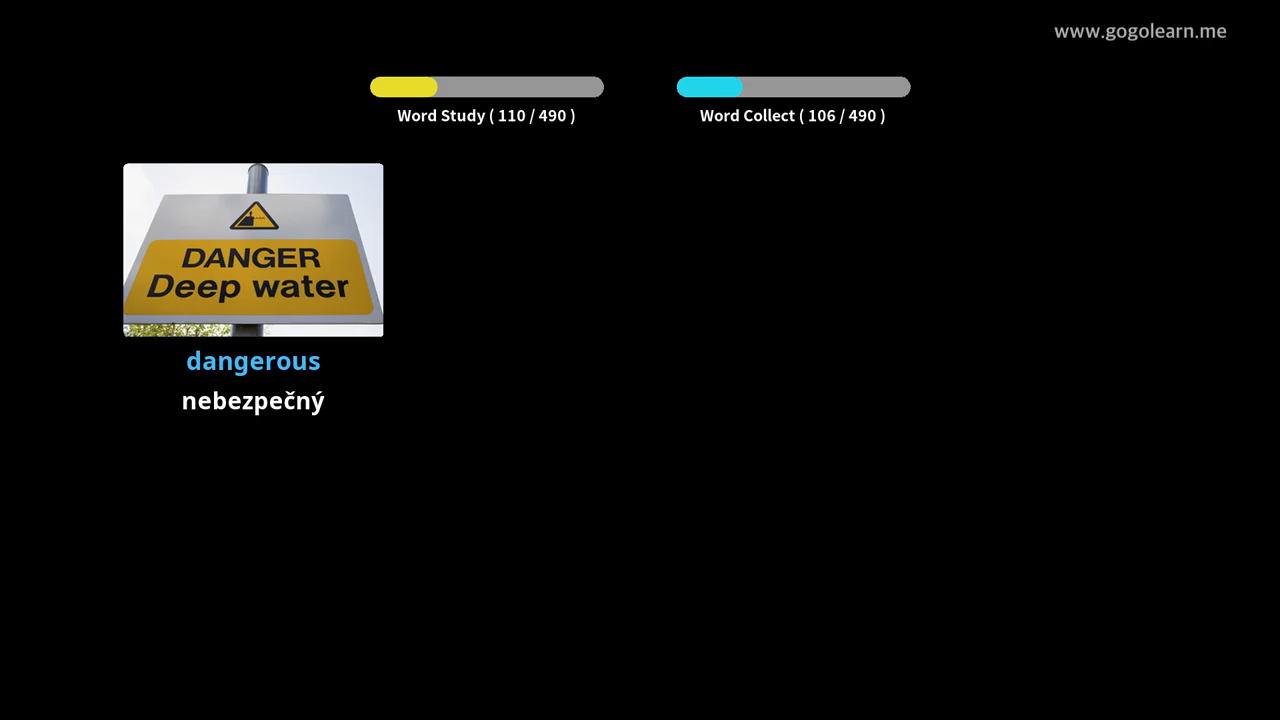 www.gogolearn.me
Word Study ( 110 / 490 )
Word Collect ( 106 / 490 )
DANGER
Deep water
dangerous
nebezpečný